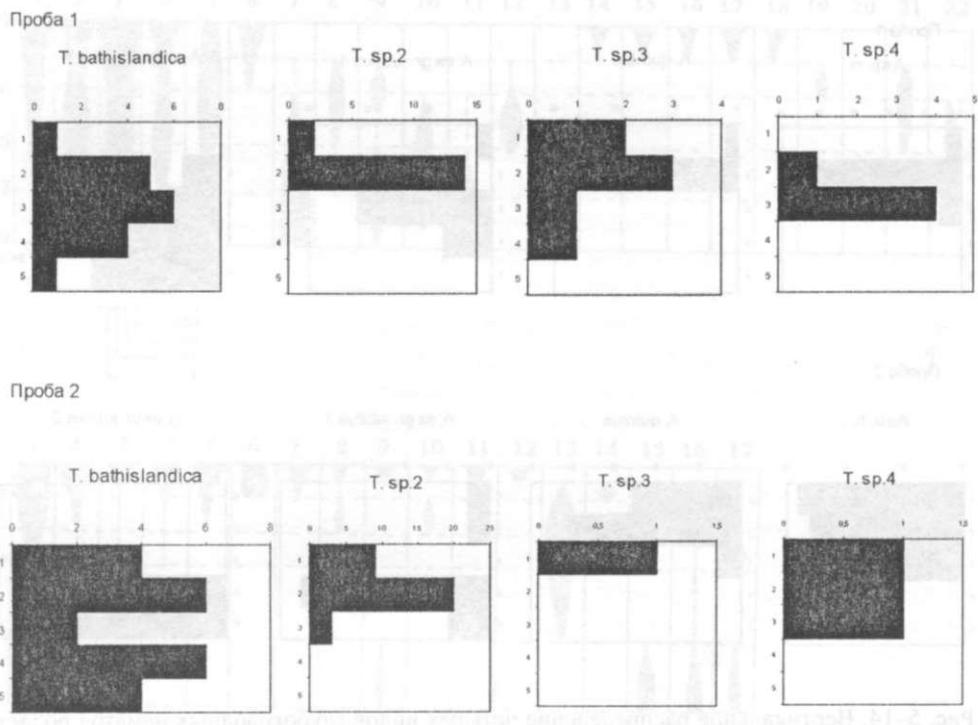 Проба 1
T. bathislandica T. sp.2 T. sp.3 T. sp.4
0 2 4 6 8 0 5 10 15 0 1 2 3 4 0 1 2 3 4 5
1 1 1 1
2 2 2 2
3 3 3 3
4 4 4 4
5 5 5 5
Проба 2
T. bathislandica T. sp.2 T. sp.3 T. sp.4
0 2 4 6 8 0 5 10 15 20 25 0 0,5 1 1,5 0 0,5 1 1,5
1 1 1 1
2 2 2 2
3 3 3 3
4 4 4 4
5 5 5 5